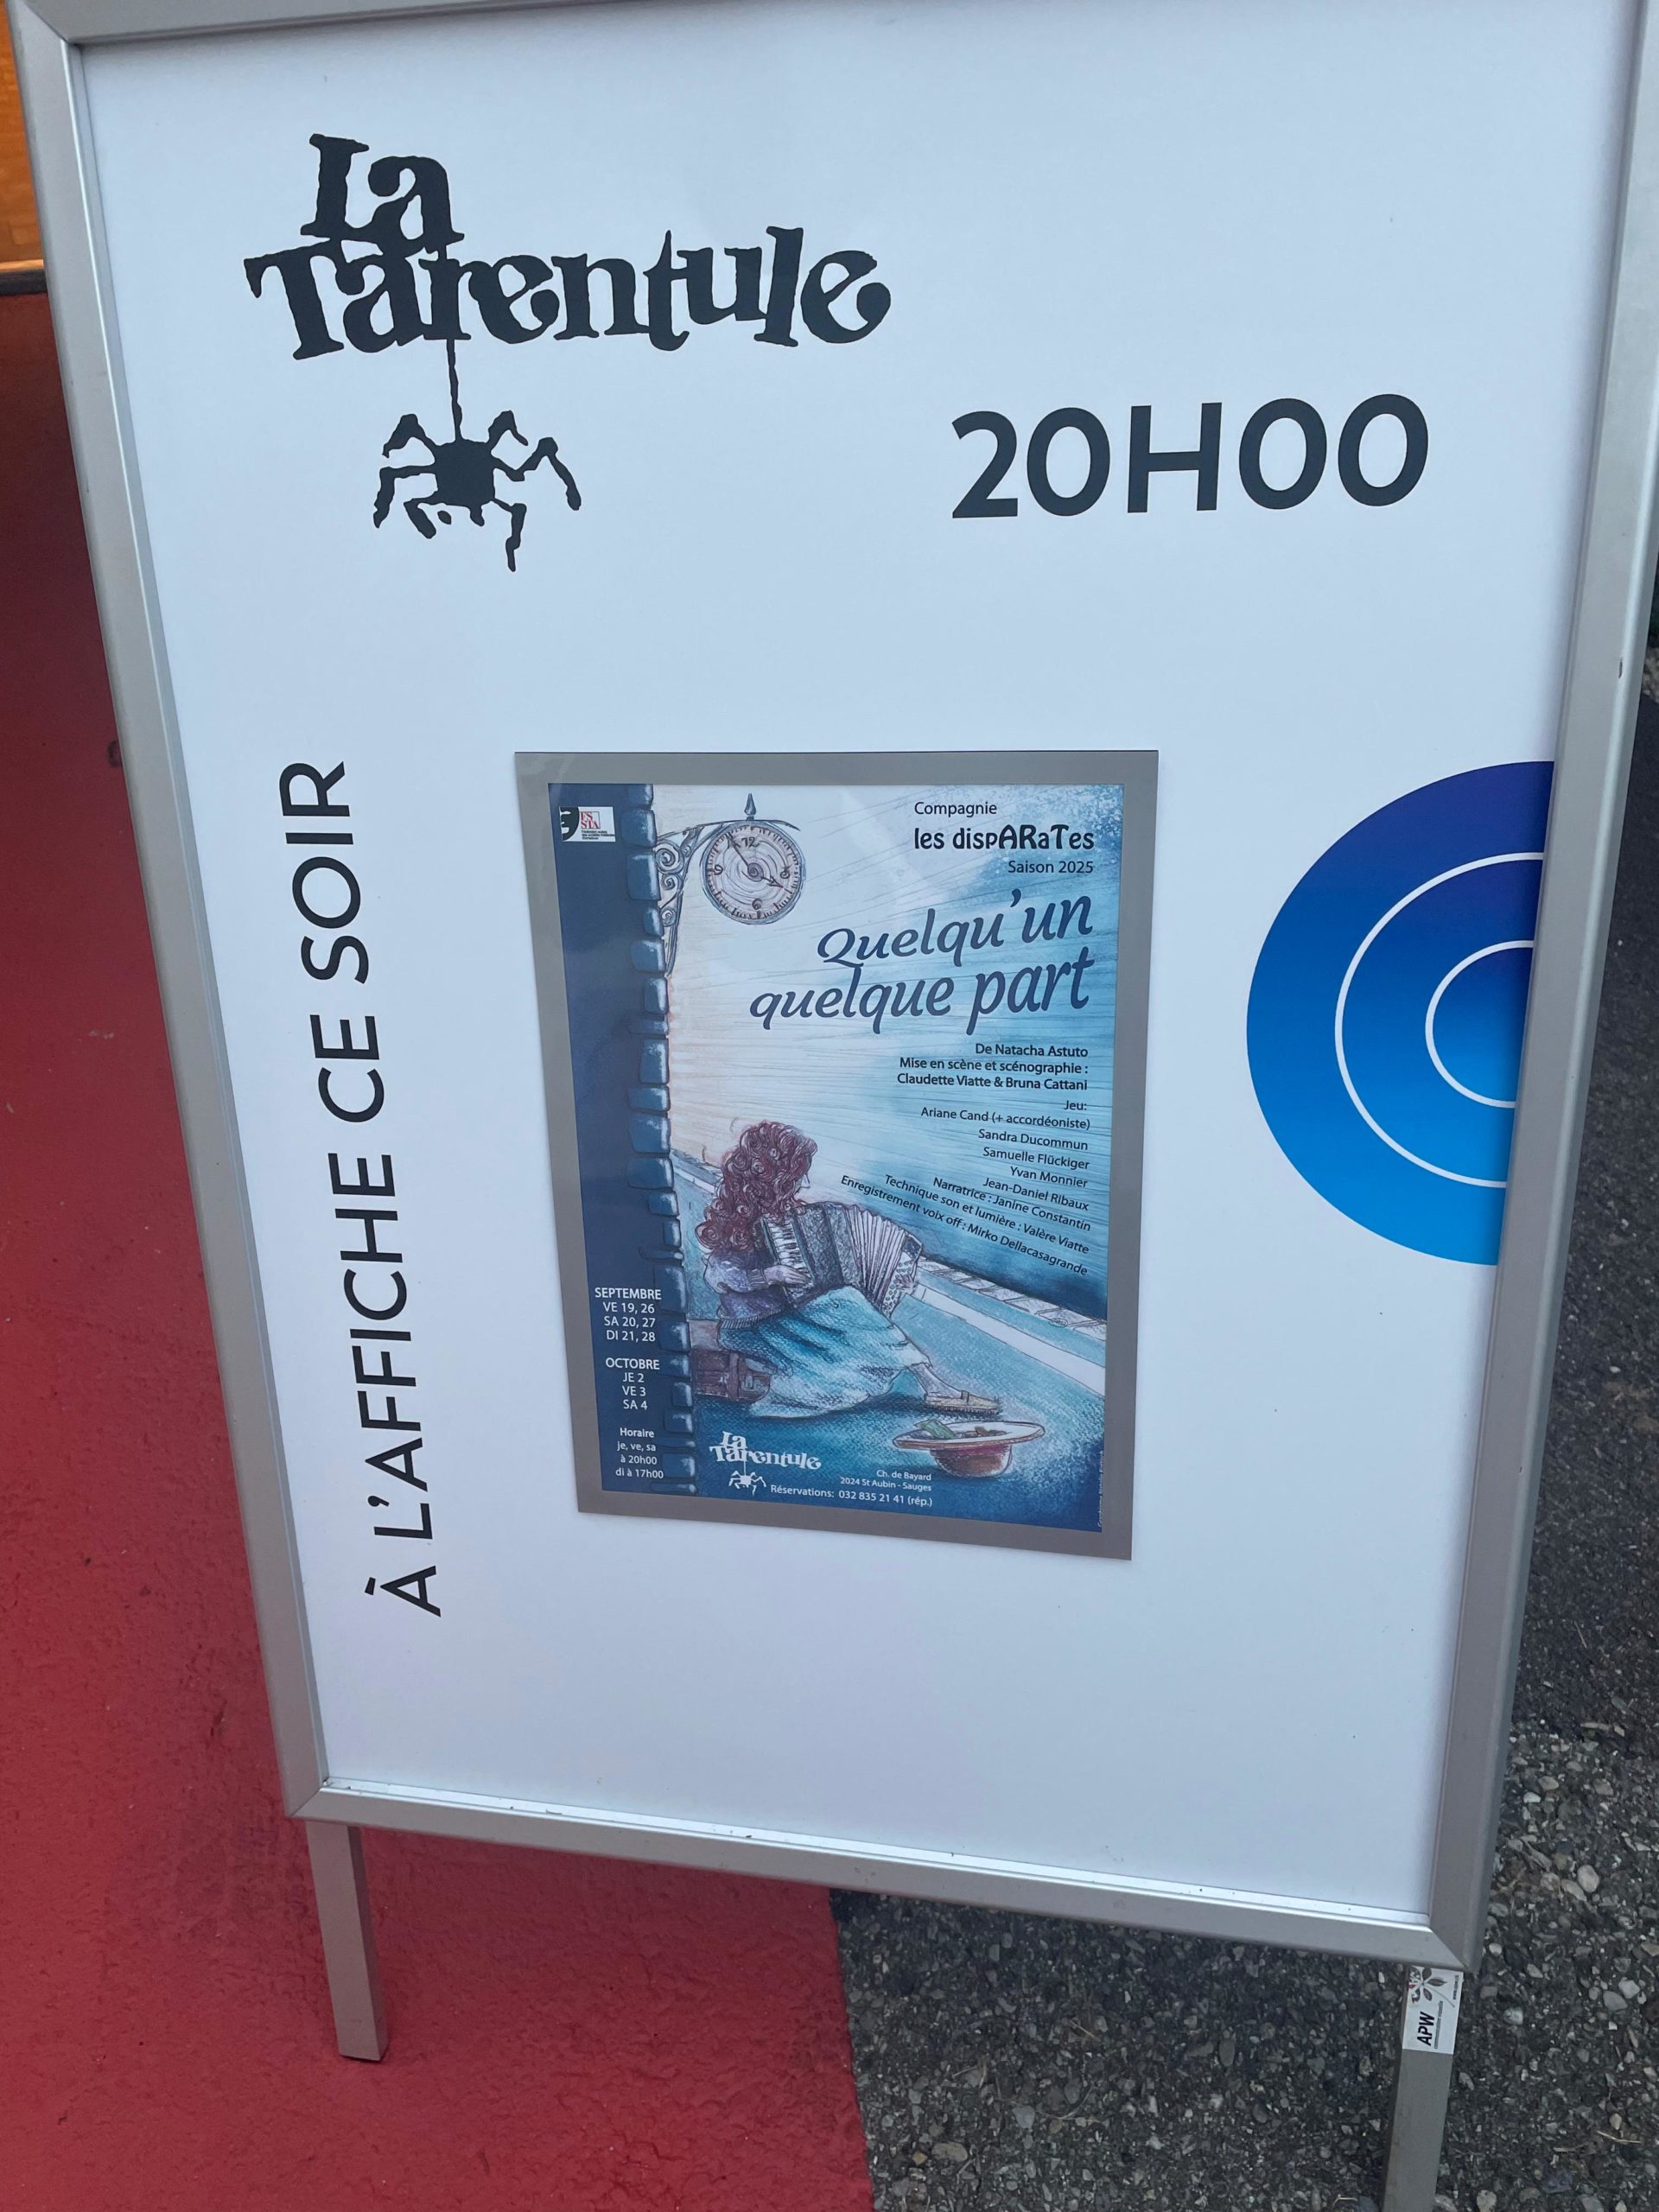 La
Tarentule
20H00
À L'AFFICHE CE SOIR
Compagnie
les dispARaTes
Saison 2025
Quelqu'un
quelque part
De Natacha Astuto
Mise en scène et scénographie :
Claudette Viatte & Bruna Cattani
Jeu:
Ariane Cand (+ accordéoniste)
Sandra Ducommun
Samuelle Flückiger
Yvan Monnier
Jean-Daniel Ribaux
Narratrice : Janine Constantin
Technique son et lumière : Valère Viatte
Enregistrement voix off : Mirko Dellacasagrande
SEPTEMBRE
VE 19, 26
SA 20, 27
DI 21, 28
OCTOBRE
JE 2
VE 3
SA 4
Horaire
je, ve, sa
à 20h00
di à 17h00
La
Tarentule
Ch. de Bayard
2024 St Aubin - Sauges
Réservations: 032 835 21 41 (rép.)
APW